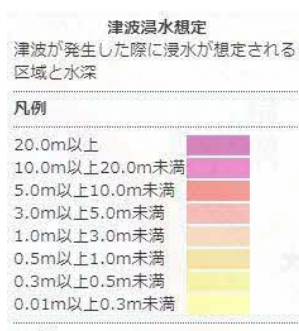 津波浸水想定
津波が発生した際に浸水が想定される
区域と水深
凡例
20.0m以上
10.0m以上20.0m未満
5.0m以上10.0m未満
3.0m以上5.0m未満
1.0m以上3.0m未満
0.5m以上1.0m未満
0.3m以上0.5m未満
0.01m以上0.3m未満